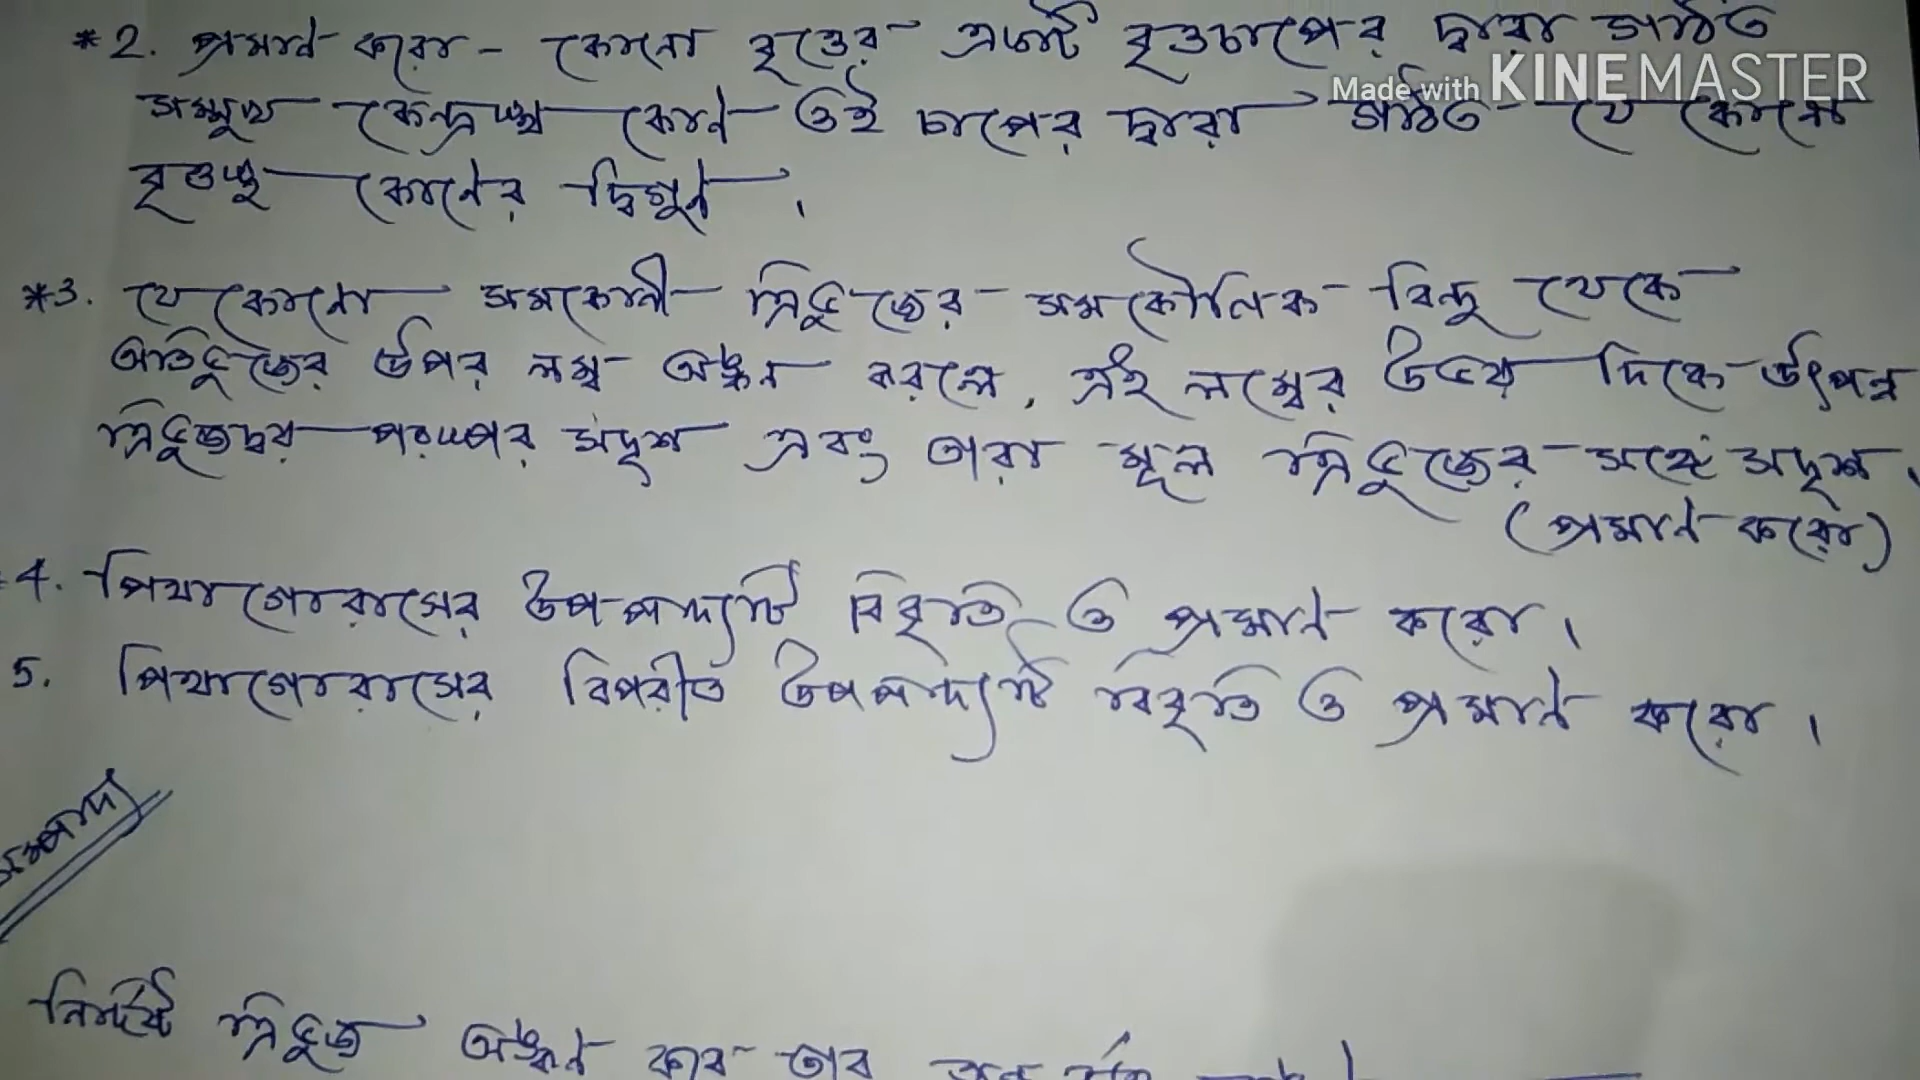 *2. প্রমাণ করো - কোনো বৃত্তের একটি বৃত্তচাপের দ্বারা গঠিত
Made with KINEMASTER
সম্মুখ কেন্দ্রস্থ কোণ ওই চাপের দ্বারা গঠিত যে কোনো
বৃত্তস্থ কোণের দ্বিগুণ ।
*3. যে কোনো সমকোণী ত্রিভুজের সমকৌণিক বিন্দু থেকে
অতিভুজের উপর লম্ব অঙ্কন করলে, এই লম্বের উভয় দিকে উৎপন্ন
ত্রিভুজদ্বয় পরস্পর সদৃশ এবং তারা মূল ত্রিভুজের সঙ্গে সদৃশ ।
(প্রমাণ করো)
4. পিথাগোরাসের উপপাদ্যটি বিবৃতি ও প্রমাণ করো ।
5. পিথাগোরাসের বিপরীত উপপাদ্যটি বিবৃতি ও প্রমাণ করো ।
সম্পাদ্য
নির্দিষ্ট ত্রিভুজ অঙ্কন করে তার